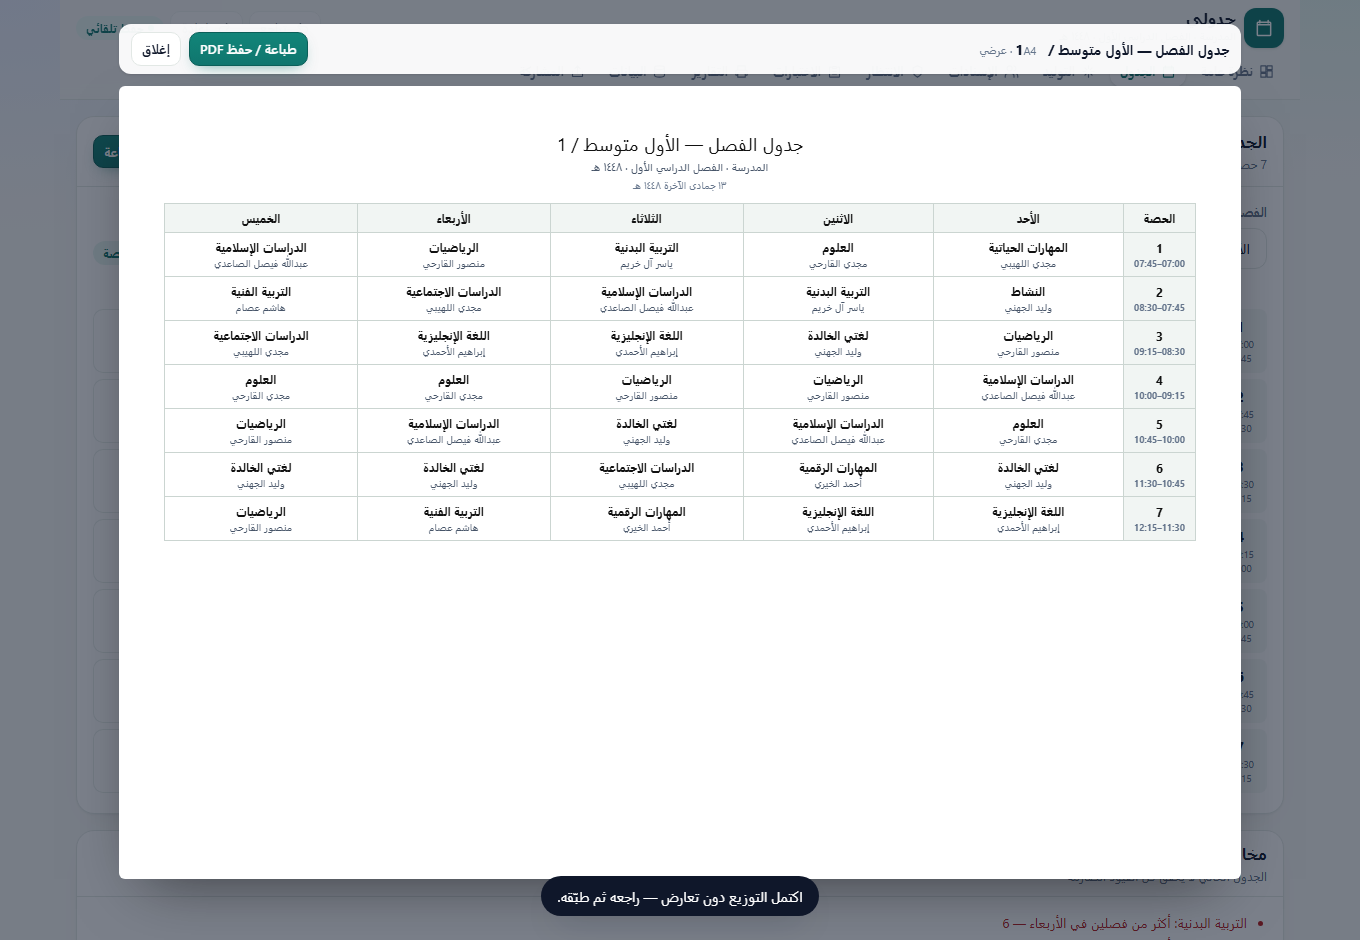 جدولي
تلقائي
جدول الفصل — الأول متوسط / 1 A4 · عرضي
طباعة / حفظ PDF
إغلاق
جدول الفصل — الأول متوسط / 1
المدرسة · الفصل الدراسي الأول · ١٤٤٨ هـ
١٣ جمادى الآخرة ١٤٤٨ هـ
الحصة الأحد الاثنين الثلاثاء الأربعاء الخميس
1 المهارات الحياتية العلوم التربية البدنية الرياضيات الدراسات الإسلامية
07:00–07:45 مجدي اللهيبي مجدي القارحي ياسر آل خريم منصور القارحي عبدالله فيصل الصاعدي
2 النشاط التربية البدنية الدراسات الإسلامية الدراسات الاجتماعية التربية الفنية
07:45–08:30 وليد الجهني ياسر آل خريم عبدالله فيصل الصاعدي مجدي اللهيبي هاشم عصام
3 الرياضيات لغتي الخالدة اللغة الإنجليزية اللغة الإنجليزية الدراسات الاجتماعية
08:30–09:15 منصور القارحي وليد الجهني إبراهيم الأحمدي إبراهيم الأحمدي مجدي اللهيبي
4 الدراسات الإسلامية الرياضيات الرياضيات العلوم العلوم
09:15–10:00 عبدالله فيصل الصاعدي منصور القارحي منصور القارحي مجدي القارحي مجدي القارحي
5 العلوم الدراسات الإسلامية لغتي الخالدة الدراسات الإسلامية الرياضيات
10:00–10:45 مجدي القارحي عبدالله فيصل الصاعدي وليد الجهني عبدالله فيصل الصاعدي منصور القارحي
6 لغتي الخالدة المهارات الرقمية الدراسات الاجتماعية لغتي الخالدة لغتي الخالدة
10:45–11:30 وليد الجهني أحمد الخيري مجدي اللهيبي وليد الجهني وليد الجهني
7 اللغة الإنجليزية اللغة الإنجليزية المهارات الرقمية التربية الفنية الرياضيات
11:30–12:15 إبراهيم الأحمدي إبراهيم الأحمدي أحمد الخيري هاشم عصام منصور القارحي
اكتمل التوزيع دون تعارض — راجعه ثم طبّقه.
التربية البدنية: أكثر من فصلين في الأربعاء — 6